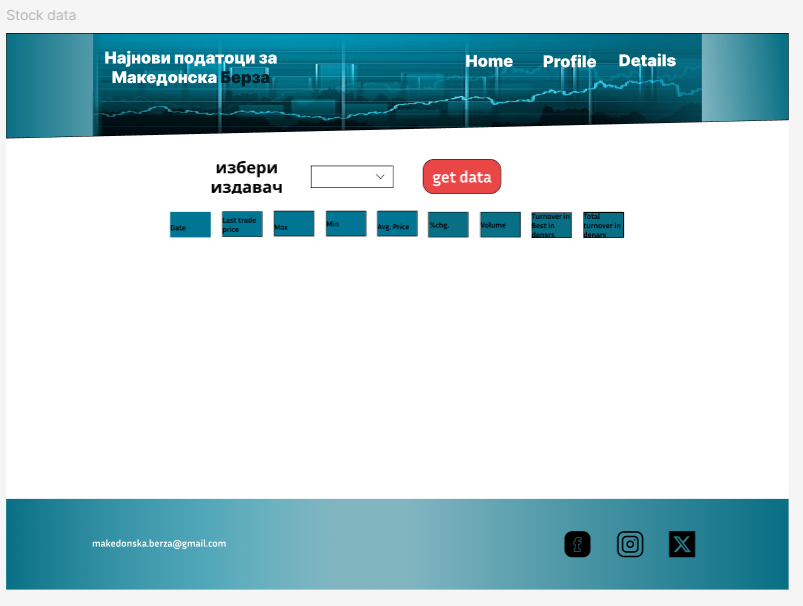 Stock data
Најнови податоци за
Македонска Берза
Home
Profile
Details
избери
издавач
get data
Date
Last trade
price
Max
Min
Avg. Price
%chg.
Volume
Turnover in
Best in
denars
Total
turnover in
denars
makedonska.berza@gmail.com